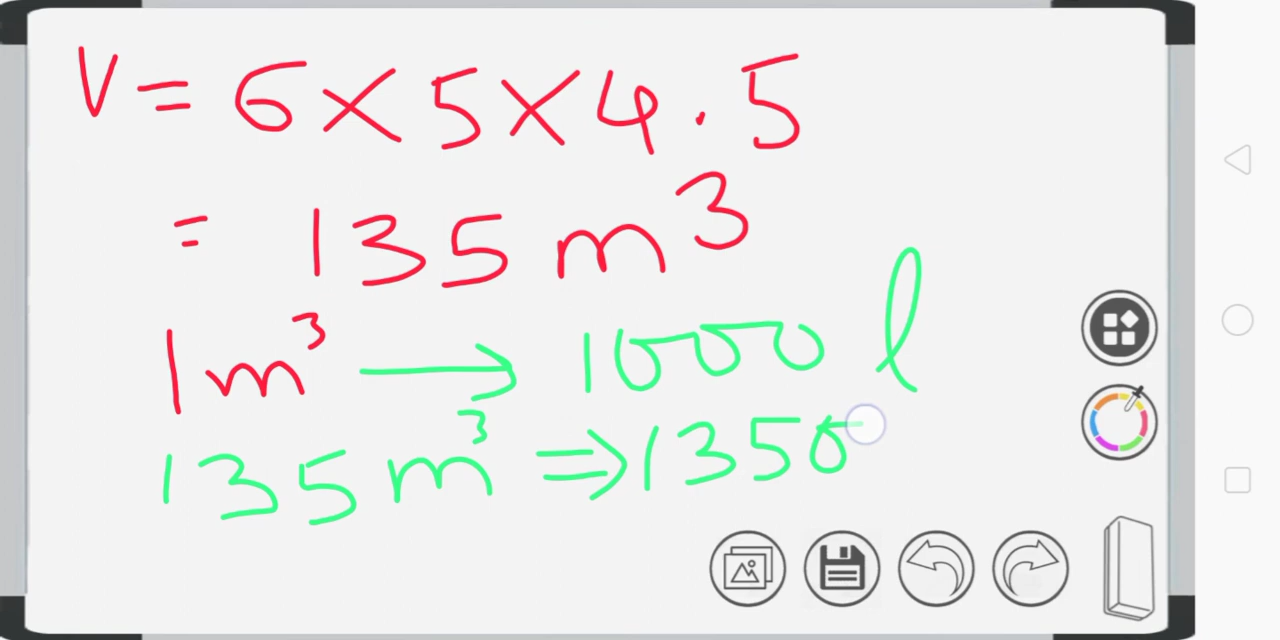 V = 6 × 5 × 4.5
= 135 m³
1 m³ → 1000 l
135 m³ ⇒ 1350